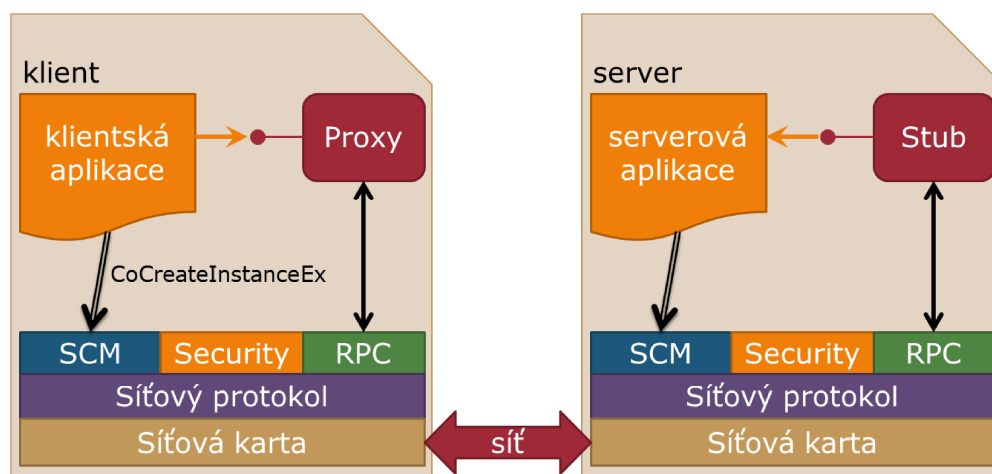 klient
klientská
aplikace
Proxy
CoCreateInstanceEx
SCM
Security
RPC
Síťový protokol
Síťová karta
síť
server
serverová
aplikace
Stub
SCM
Security
RPC
Síťový protokol
Síťová karta